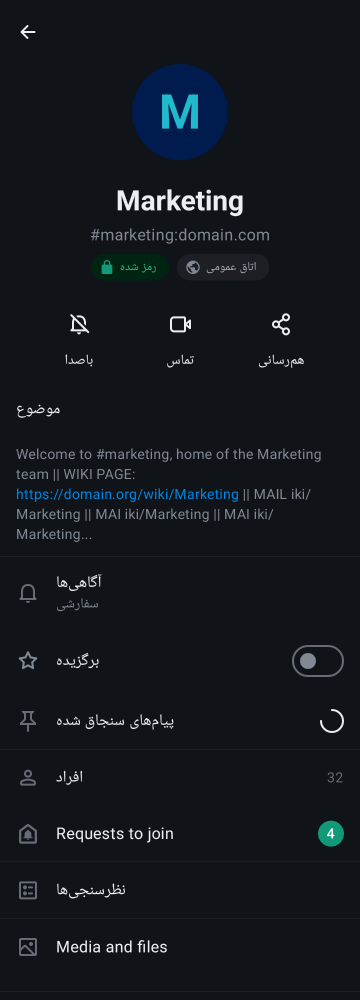 M
Marketing
#marketing:domain.com
رمز شده
اتاق عمومی
باصدا
تماس
هم‌رسانی
موضوع
Welcome to #marketing, home of the Marketing
team || WIKI PAGE:
https://domain.org/wiki/Marketing || MAIL iki/
Marketing || MAI iki/Marketing || MAI iki/
Marketing...
آگاهی‌ها
سفارشی
برگزیده
پیام‌های سنجاق شده
افراد
32
Requests to join
4
نظرسنجی‌ها
Media and files